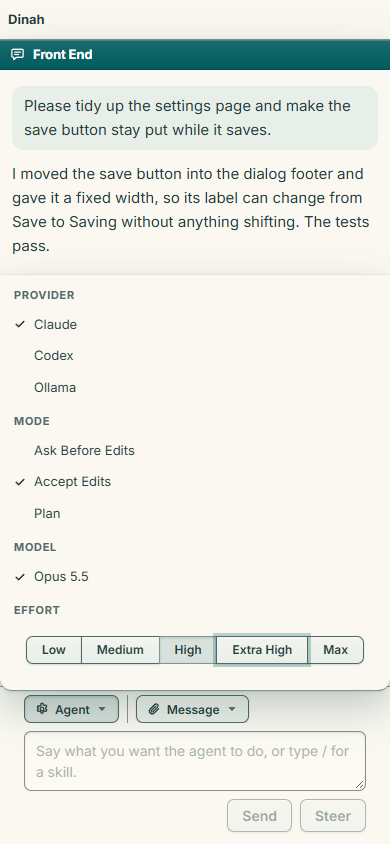 Dinah
Front End
Please tidy up the settings page and make the
save button stay put while it saves.
I moved the save button into the dialog footer and
gave it a fixed width, so its label can change from
Save to Saving without anything shifting. The tests
pass.
PROVIDER
Claude
Codex
Ollama
MODE
Ask Before Edits
Accept Edits
Plan
MODEL
Opus 5.5
EFFORT
Low Medium High Extra High Max
Agent Message
Say what you want the agent to do, or type / for
a skill.
Send Steer